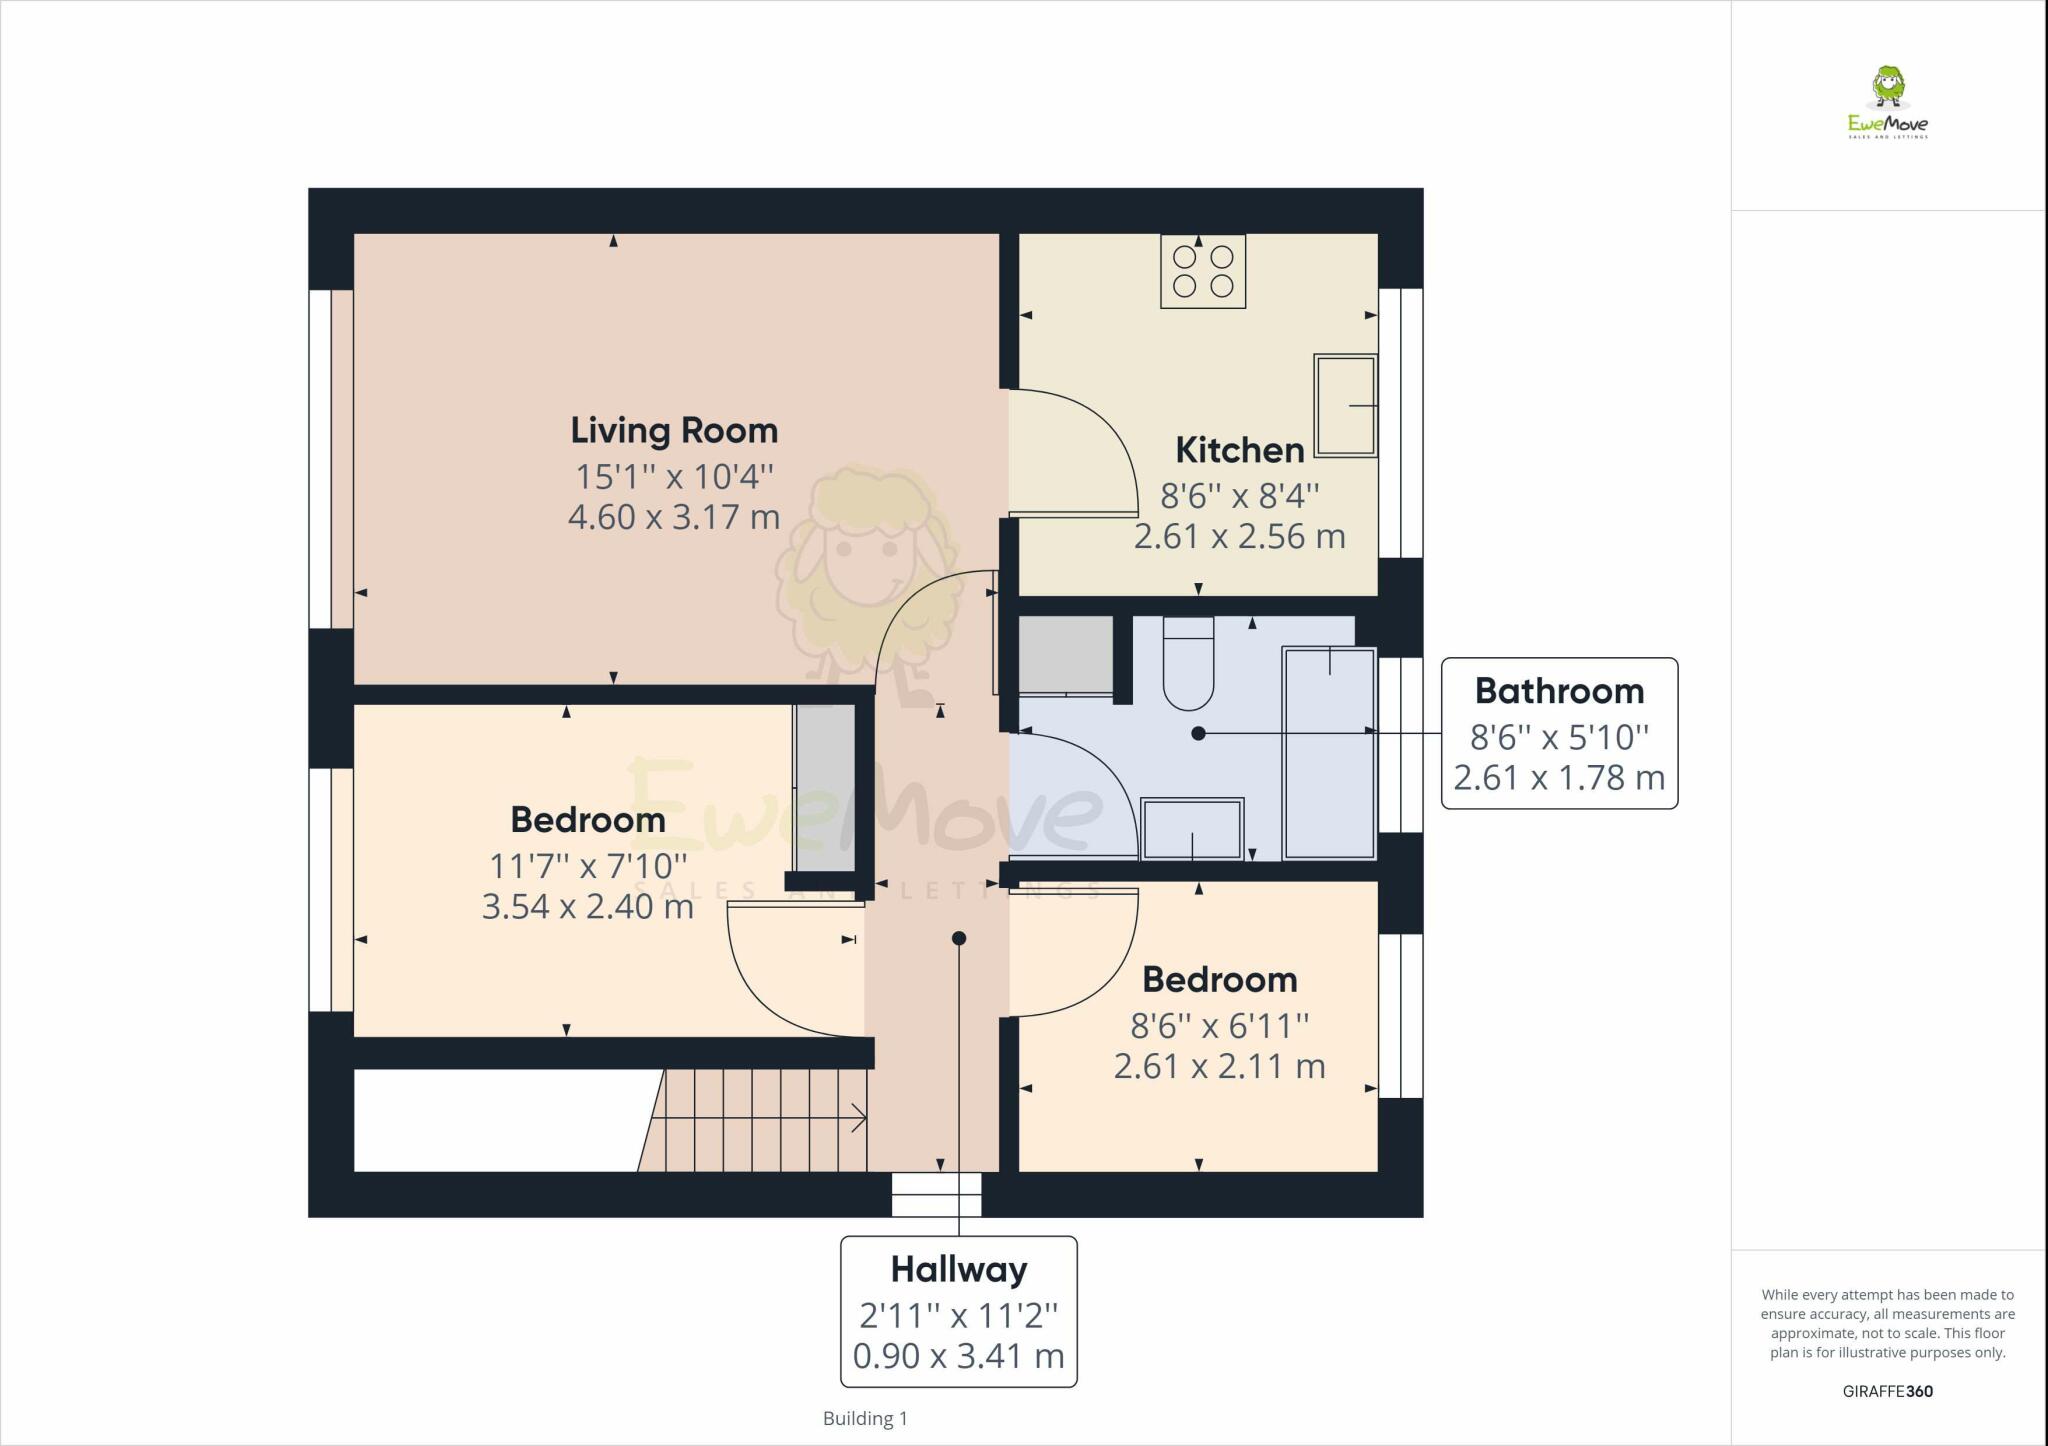 EweMove
SALES AND LETTINGS
Living Room
15'1'' x 10'4''
4.60 x 3.17 m
Kitchen
8'6'' x 8'4''
2.61 x 2.56 m
Bathroom
8'6'' x 5'10''
2.61 x 1.78 m
Bedroom
11'7'' x 7'10''
3.54 x 2.40 m
EweMove
SALES AND LETTINGS
Bedroom
8'6'' x 6'11''
2.61 x 2.11 m
Hallway
2'11'' x 11'2''
0.90 x 3.41 m
Building 1
While every attempt has been made to
ensure accuracy, all measurements are
approximate, not to scale. This floor
plan is for illustrative purposes only.
GIRAFFE360